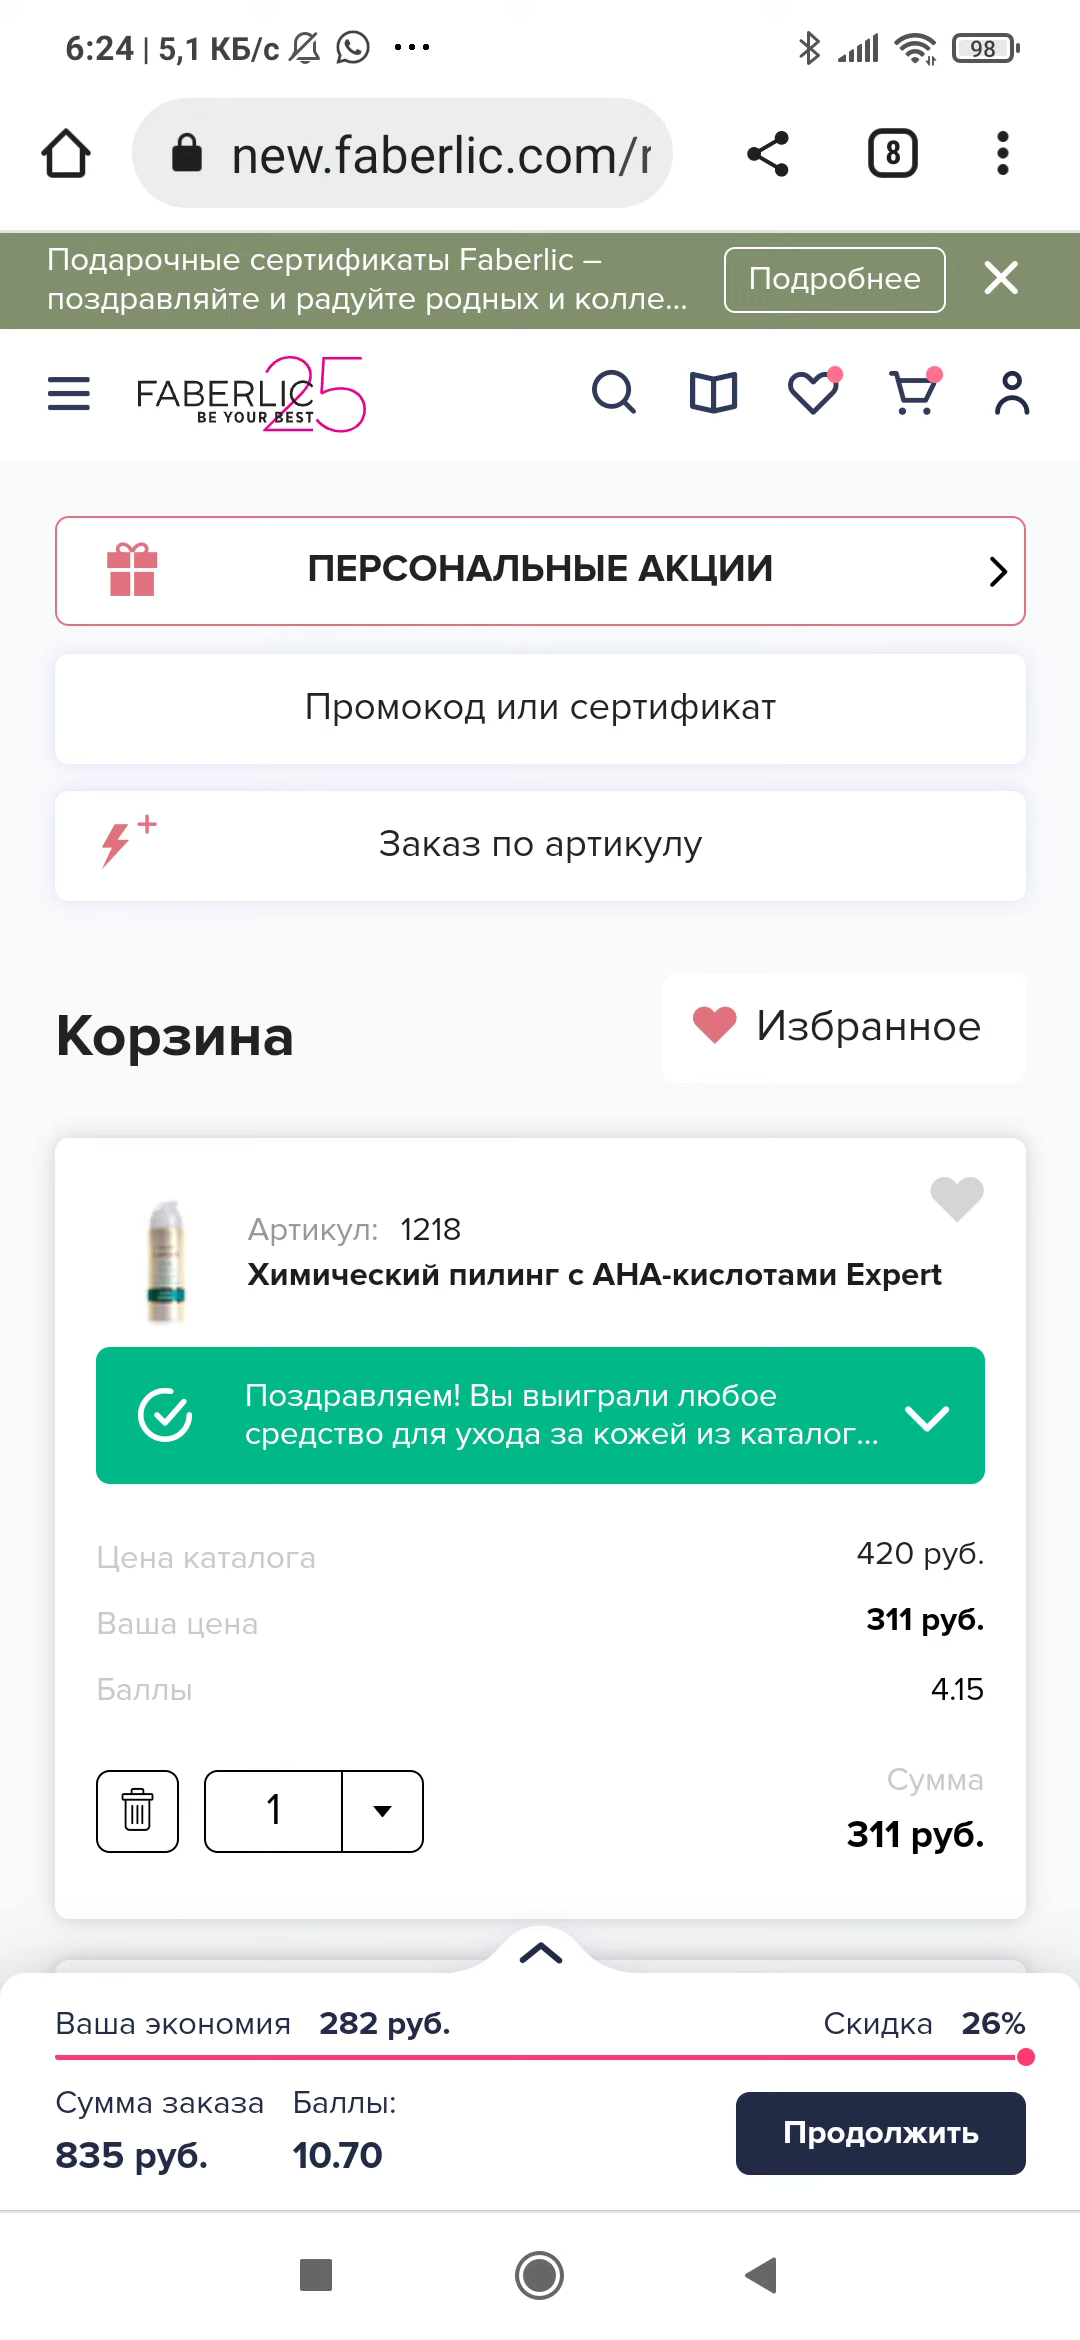 6:24 | 5,1 КБ/с ...
98
new.faberlic.com/r
8
Подарочные сертификаты Faberlic –
поздравляйте и радуйте родных и колле...
Подробнее
FABERLIC 25
BE YOUR BEST
ПЕРСОНАЛЬНЫЕ АКЦИИ
Промокод или сертификат
Заказ по артикулу
Корзина
Избранное
Артикул: 1218
Химический пилинг с АНА-кислотами Expert
Поздравляем! Вы выиграли любое
средство для ухода за кожей из каталог...
Цена каталога 420 руб.
Ваша цена 311 руб.
Баллы 4.15
Сумма
1
311 руб.
Ваша экономия 282 руб. Скидка 26%
Сумма заказа Баллы:
835 руб. 10.70
Продолжить